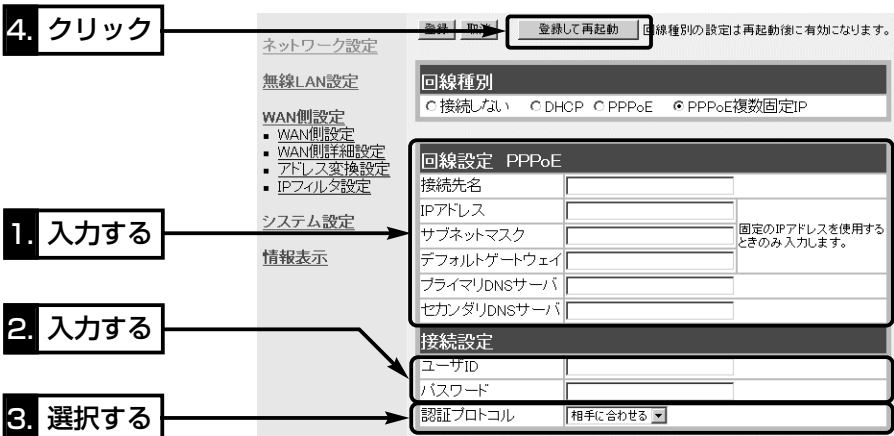 4. クリック
1. 入力する
2. 入力する
3. 選択する
ネットワーク設定
無線LAN設定
WAN側設定
▪ WAN側設定
▪ WAN側詳細設定
▪ アドレス変換設定
▪ IPフィルタ設定
システム設定
情報表示
登録 取消 登録して再起動 回線種別の設定は再起動後に有効になります。
回線種別
接続しない DHCP PPPoE PPPoE複数固定IP
回線設定 PPPoE
接続先名
IPアドレス
サブネットマスク
デフォルトゲートウェイ
固定のIPアドレスを使用する
ときのみ入力します。
プライマリDNSサーバ
セカンダリDNSサーバ
接続設定
ユーザID
パスワード
認証プロトコル 相手に合わせる